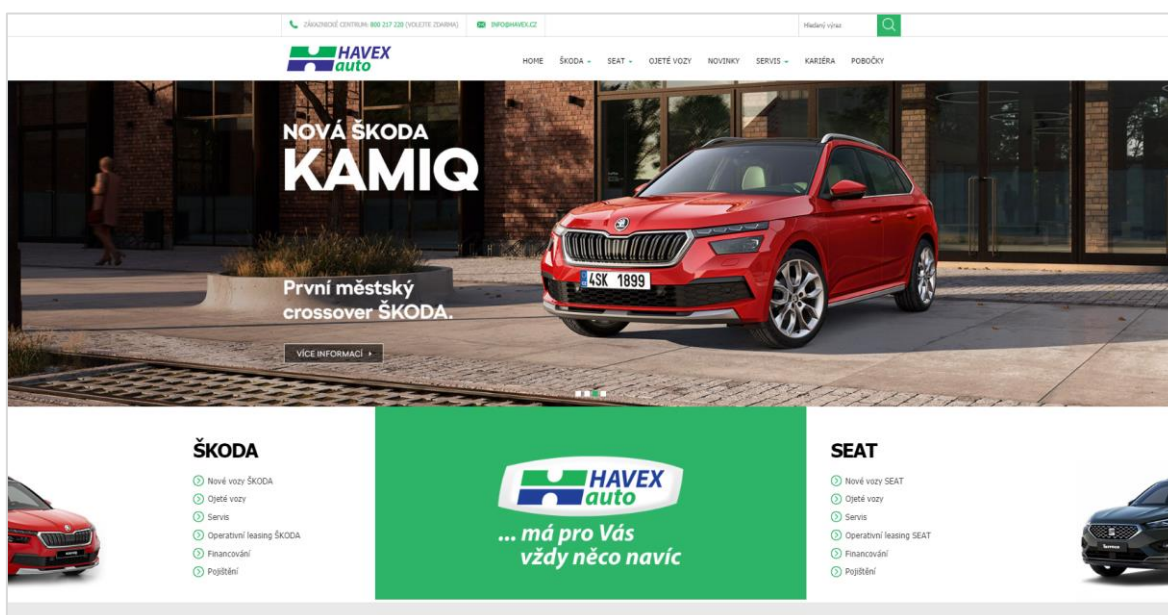 ZÁKAZNICKÉ CENTRUM: 800 217 220 (VOLEJTE ZDARMA)
INFO@HAVEX.CZ
Hledaný výraz
HAVEX
auto
HOME ŠKODA SEAT OJETÉ VOZY NOVINKY SERVIS KARIÉRA POBOČKY
NOVÁ ŠKODA
KAMIQ
4SK 1899
První městský
crossover ŠKODA.
VÍCE INFORMACÍ
ŠKODA
Nové vozy ŠKODA
Ojeté vozy
Servis
Operativní leasing ŠKODA
Financování
Pojištění
HAVEX
auto
... má pro Vás
vždy něco navíc
SEAT
Nové vozy SEAT
Ojeté vozy
Servis
Operativní leasing SEAT
Financování
Pojištění